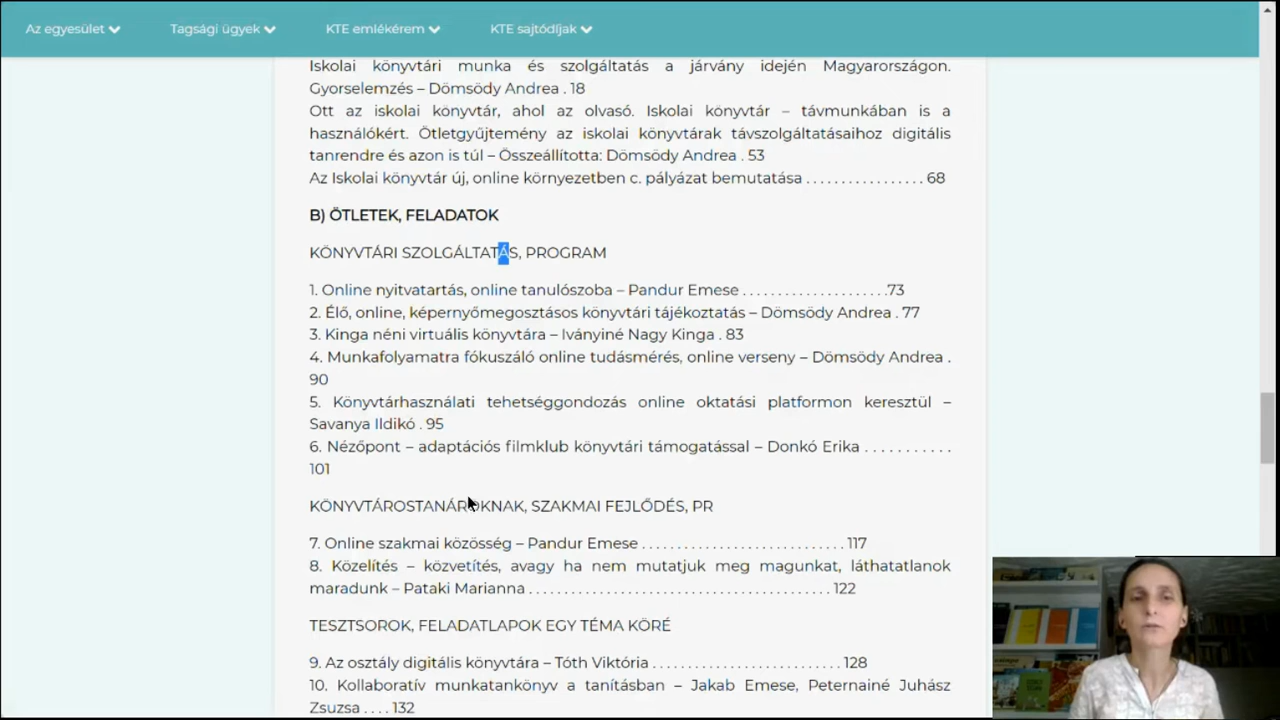 Az egyesület Tagsági ügyek KTE emlékérem KTE sajtódíjak
Iskolai könyvtári munka és szolgáltatás a járvány idején Magyarországon.
Gyorselemzés – Dömsödy Andrea . 18
Ott az iskolai könyvtár, ahol az olvasó. Iskolai könyvtár – távmunkában is a
használókért. Ötletgyűjtemény az iskolai könyvtárak távszolgáltatásaihoz digitális
tanrendre és azon is túl – Összeállította: Dömsödy Andrea . 53
Az Iskolai könyvtár új, online környezetben c. pályázat bemutatása . . . . . . . . . . . . . . . . . 68
B) ÖTLETEK, FELADATOK
KÖNYVTÁRI SZOLGÁLTATÁS, PROGRAM
1. Online nyitvatartás, online tanulószoba – Pandur Emese . . . . . . . . . . . . . . . . . . . . .73
2. Élő, online, képernyőmegosztásos könyvtári tájékoztatás – Dömsödy Andrea . 77
3. Kinga néni virtuális könyvtára – Iványiné Nagy Kinga . 83
4. Munkafolyamatra fókuszáló online tudásmérés, online verseny – Dömsödy Andrea .
90
5. Könyvtárhasználati tehetséggondozás online oktatási platformon keresztül –
Savanya Ildikó . 95
6. Nézőpont – adaptációs filmklub könyvtári támogatással – Donkó Erika . . . . . . . . . . .
101
KÖNYVTÁROSTANÁROKNAK, SZAKMAI FEJLŐDÉS, PR
7. Online szakmai közösség – Pandur Emese . . . . . . . . . . . . . . . . . . . . . . . . . . . . 117
8. Közelítés – közvetítés, avagy ha nem mutatjuk meg magunkat, láthatatlanok
maradunk – Pataki Marianna . . . . . . . . . . . . . . . . . . . . . . . . . . . . . . . . . . . . . . . . . 122
TESZTSOROK, FELADATLAPOK EGY TÉMA KÖRÉ
9. Az osztály digitális könyvtára – Tóth Viktória . . . . . . . . . . . . . . . . . . . . . . . . . . 128
10. Kollaboratív munkatankönyv a tanításban – Jakab Emese, Peternainé Juhász
Zsuzsa . . . . 132